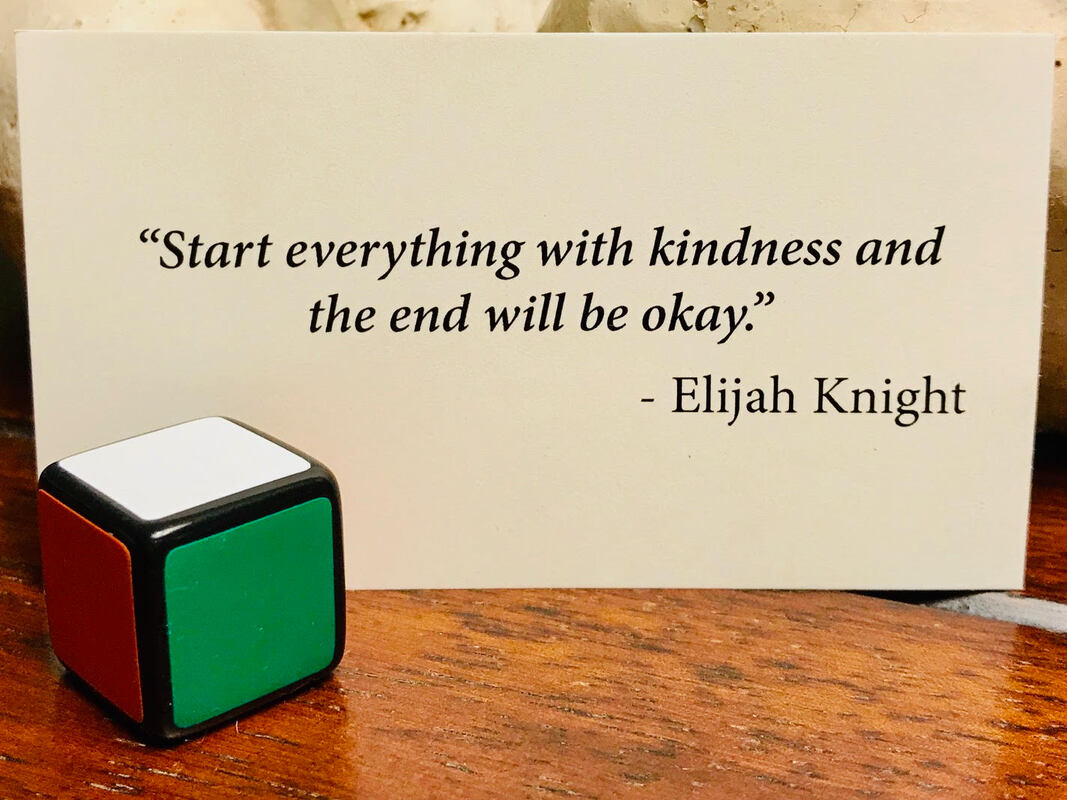 “Start everything with kindness and
the end will be okay.”
- Elijah Knight